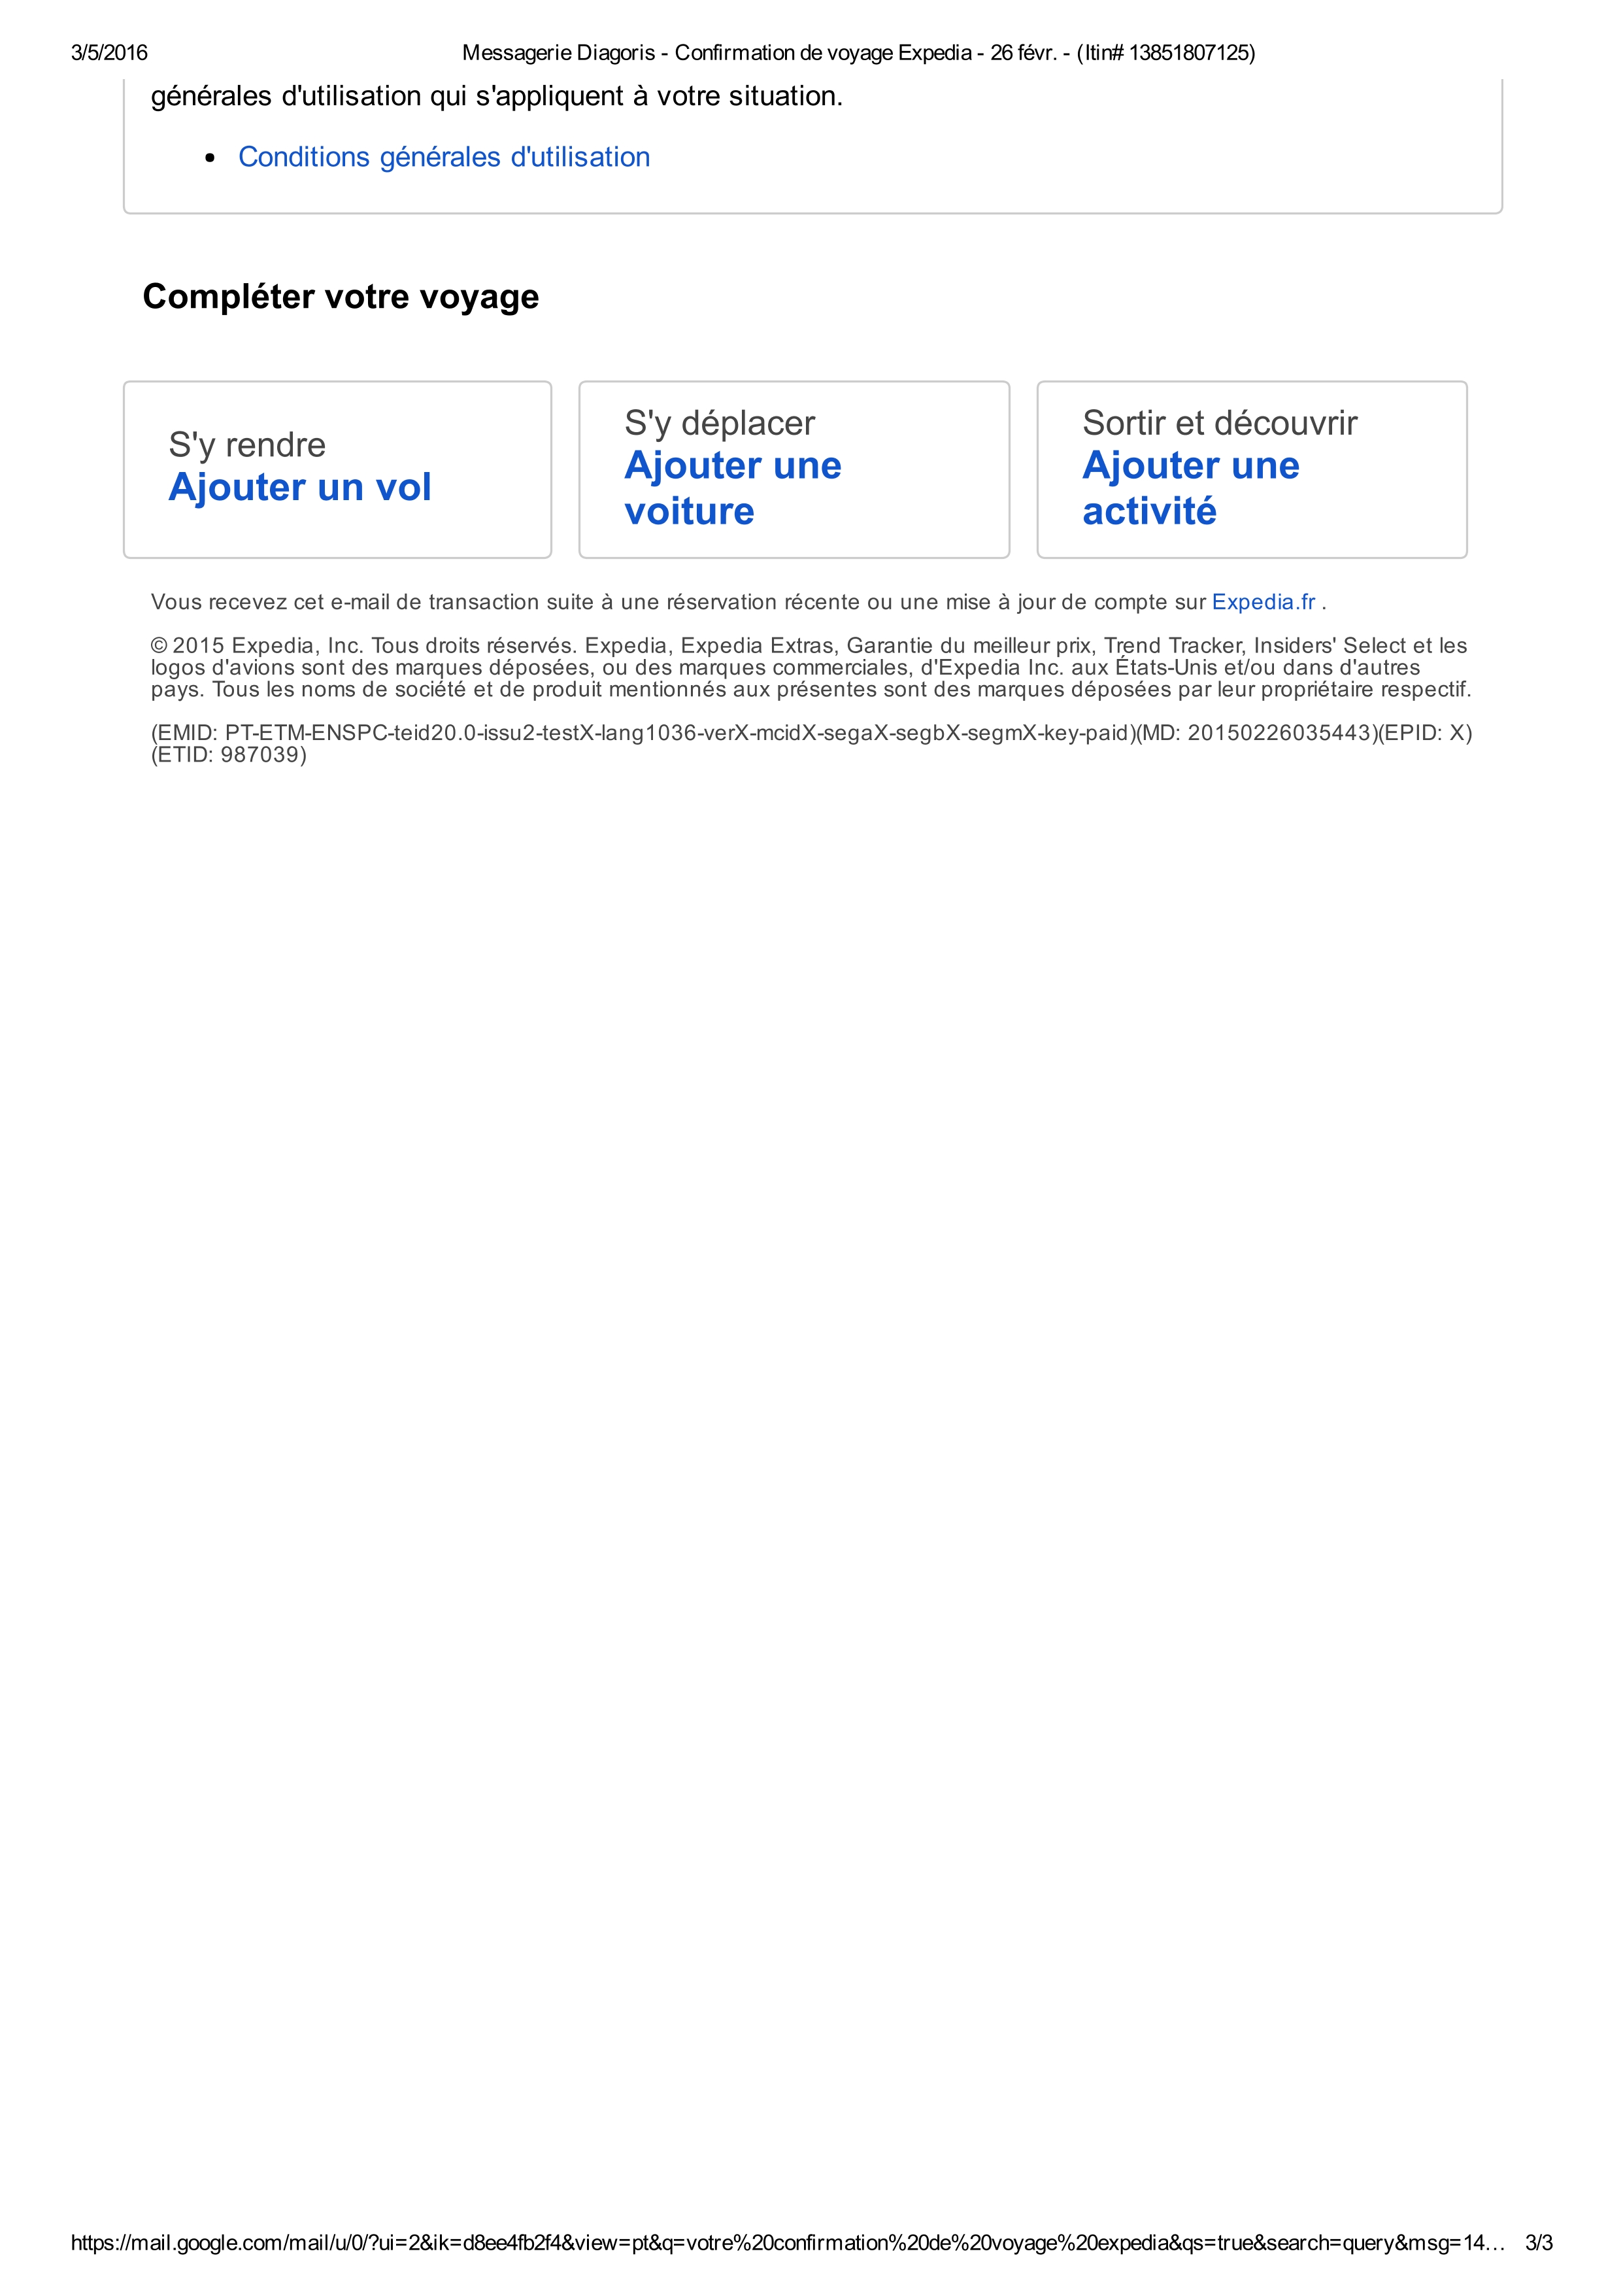 3/5/2016 Messagerie Diagoris - Confirmation de voyage Expedia - 26 févr. - (Itin# 13851807125)
générales d'utilisation qui s'appliquent à votre situation.
• Conditions générales d'utilisation
Compléter votre voyage
S'y rendre
Ajouter un vol
S'y déplacer
Ajouter une
voiture
Sortir et découvrir
Ajouter une
activité
Vous recevez cet e-mail de transaction suite à une réservation récente ou une mise à jour de compte sur Expedia.fr .
© 2015 Expedia, Inc. Tous droits réservés. Expedia, Expedia Extras, Garantie du meilleur prix, Trend Tracker, Insiders' Select et les
logos d'avions sont des marques déposées, ou des marques commerciales, d'Expedia Inc. aux États-Unis et/ou dans d'autres
pays. Tous les noms de société et de produit mentionnés aux présentes sont des marques déposées par leur propriétaire respectif.
(EMID: PT-ETM-ENSPC-teid20.0-issu2-testX-lang1036-verX-mcidX-segaX-segbX-segmX-key-paid)(MD: 20150226035443)(EPID: X)
(ETID: 987039)
https://mail.google.com/mail/u/0/?ui=2&ik=d8ee4fb2f4&view=pt&q=votre%20confirmation%20de%20voyage%20expedia&qs=true&search=query&msg=14… 3/3